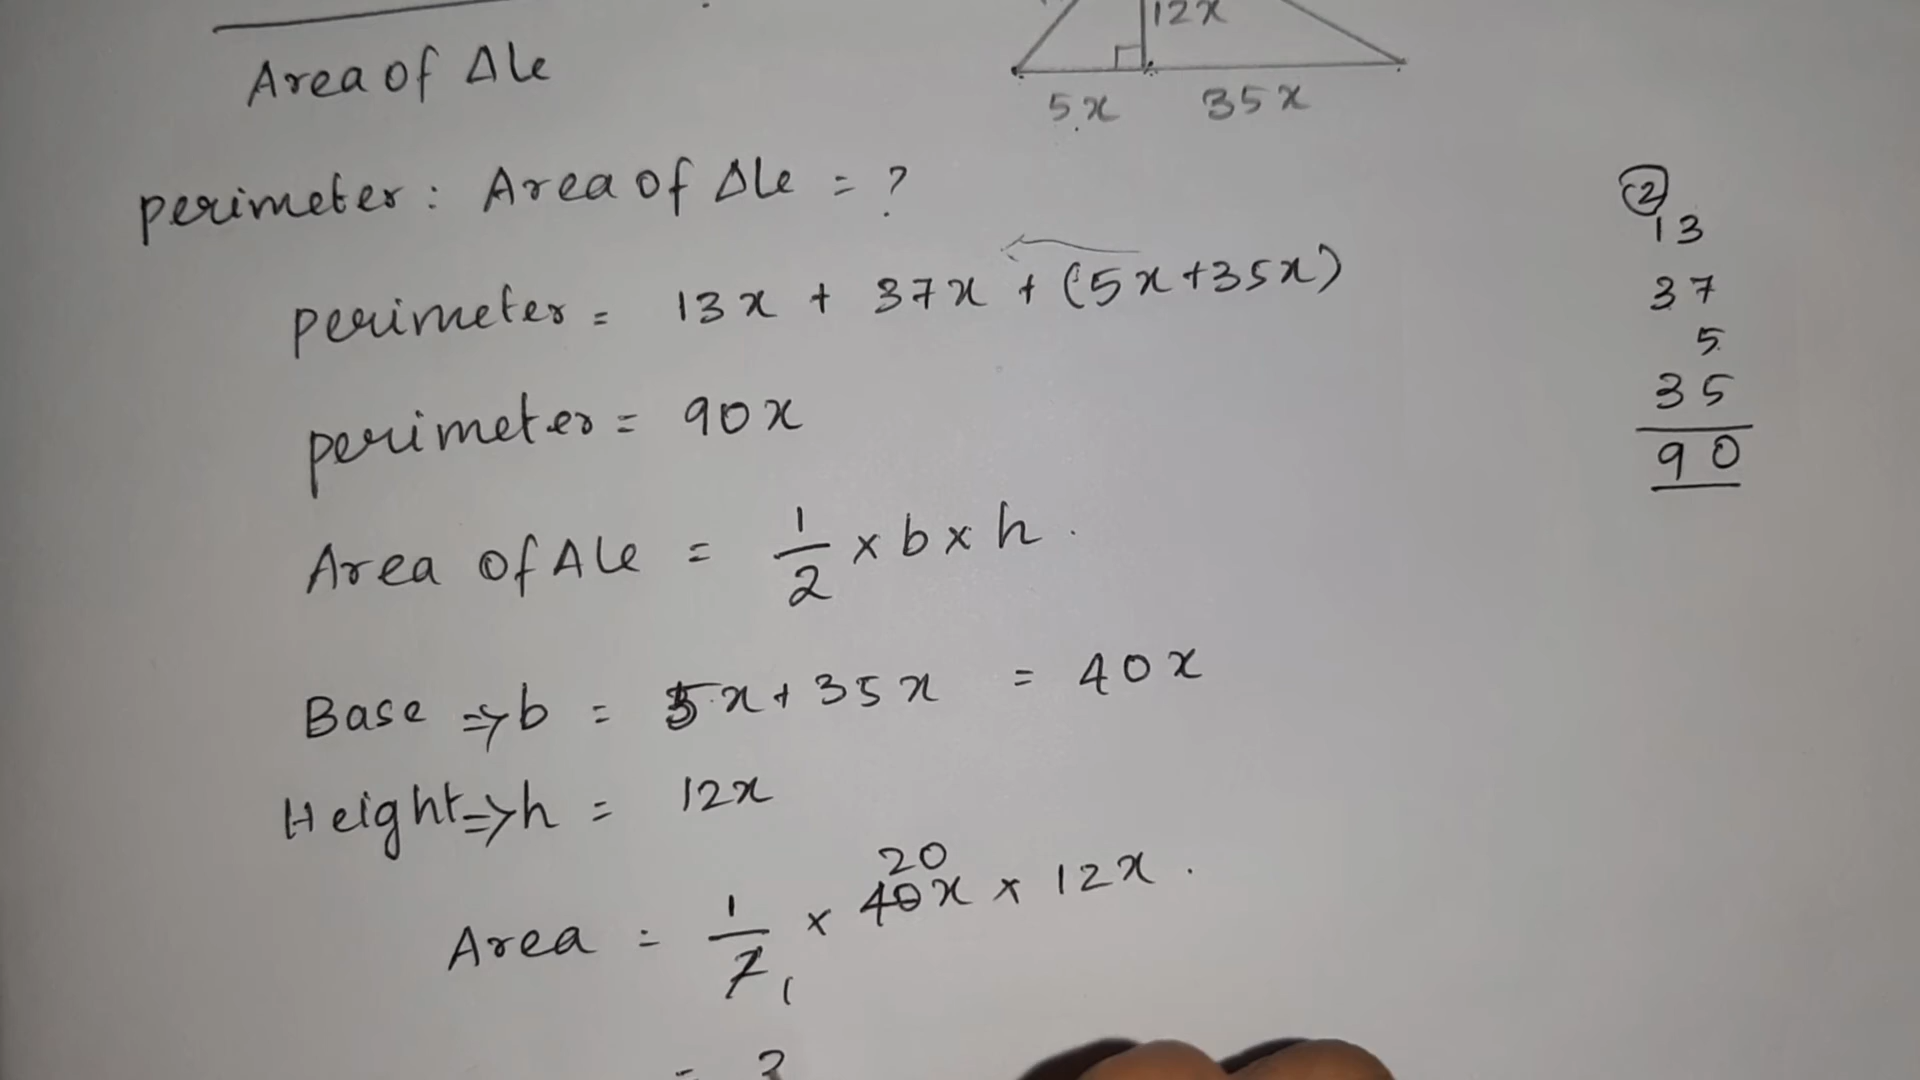 12x
Area of Δle
5x 35x
perimeter : Area of Δle = ?
perimeter = 13x + 37x + (5x+35x)
perimeter = 90x
Area of Δle = 1/2 x b x h .
Base => b = 5x + 35x = 40x
Height => h = 12x
20
Area = 1/2 x 40x x 12x .
1
= 2
2
13
37
5
35
90